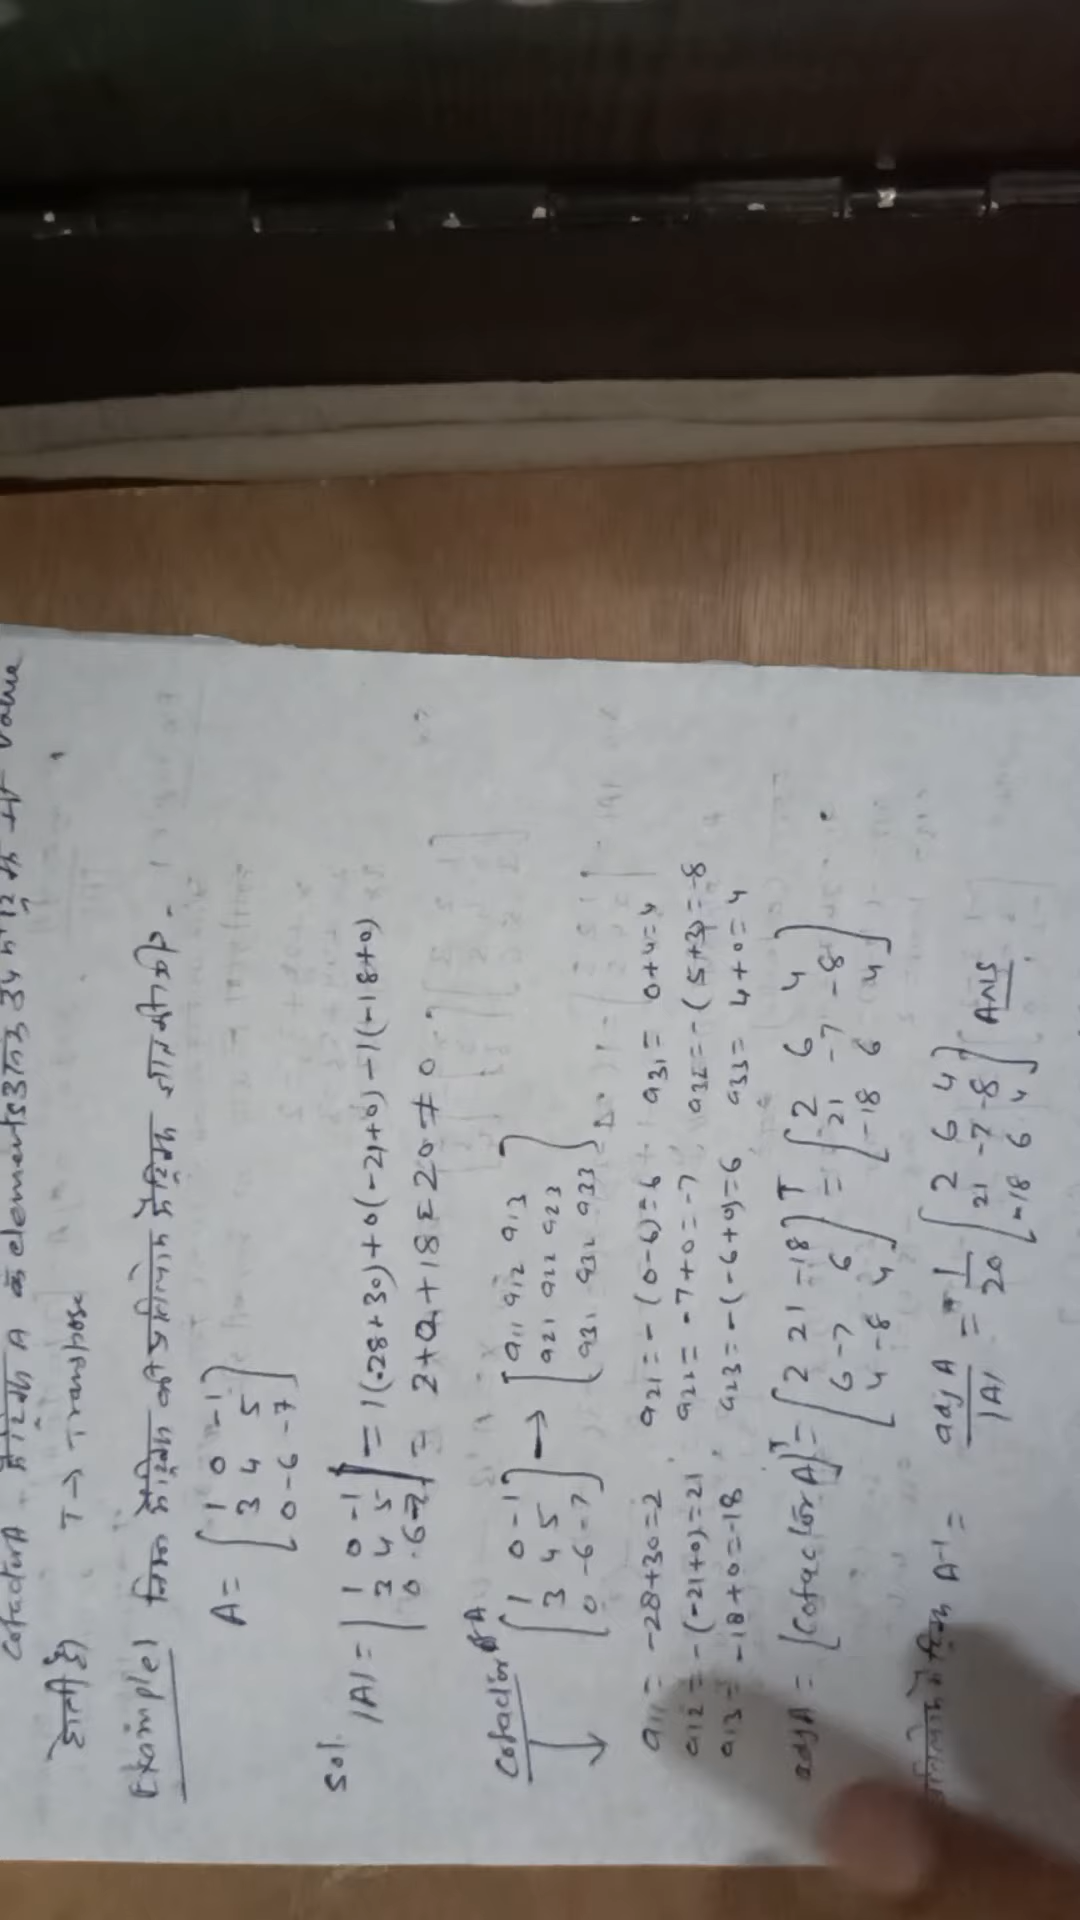 cofactor A के elements
होती है। T → Transpose
Example) निम्न मैट्रिक्स की प्रतिलोम मैट्रिक्स ज्ञात कीजिए -
A = [1 0 -1
3 4 5
0 -6 -7]
Sol. |A| = |1 0 -1
3 4 5
0 -6 -7| = 1(-28+30)+0(-21+0)-1(-18+0)
= 2+0+18=20 ≠ 0
Cofactor of A
[1 0 -1
3 4 5
0 -6 -7] → [a11 a12 a13
a21 a22 a23
a31 a32 a33]
a11 = -28+30=2 a21 = -(0-6)=6 a31 = 0+4=4
a12 = -(-21+0)=21 a22 = -7+0=-7 a32 = -(5+3)=-8
a13 = -18+0=-18 a23 = -(-6+0)=6 a33 = 4+0=4
adj A = [Cofactor A]ᵀ = [2 21 -18
6 -7 6
4 -8 4]ᵀ = [2 6 4
21 -7 -8
-18 6 4]
A⁻¹ = adj A / |A| = 1/20 [2 6 4
21 -7 -8
-18 6 4] Ans